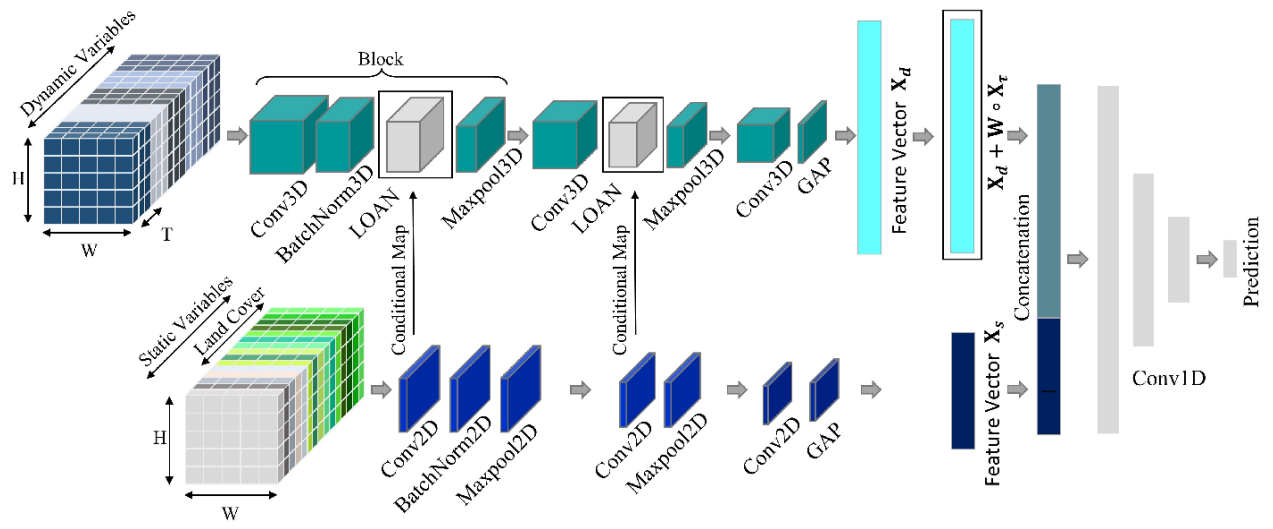 Dynamic Variables
H
W
T
Block
Conv3D
BatchNorm3D
LOAN
Maxpool3D
Conv3D
LOAN
Maxpool3D
Conv3D
GAP
Feature Vector X_d
X_d + W ∘ X_τ
Static Variables
Land Cover
H
W
Conditional Map
Conditional Map
Conv2D
BatchNorm2D
Maxpool2D
Conv2D
Maxpool2D
Conv2D
GAP
Feature Vector X_s
Concatenation
Conv1D
Prediction